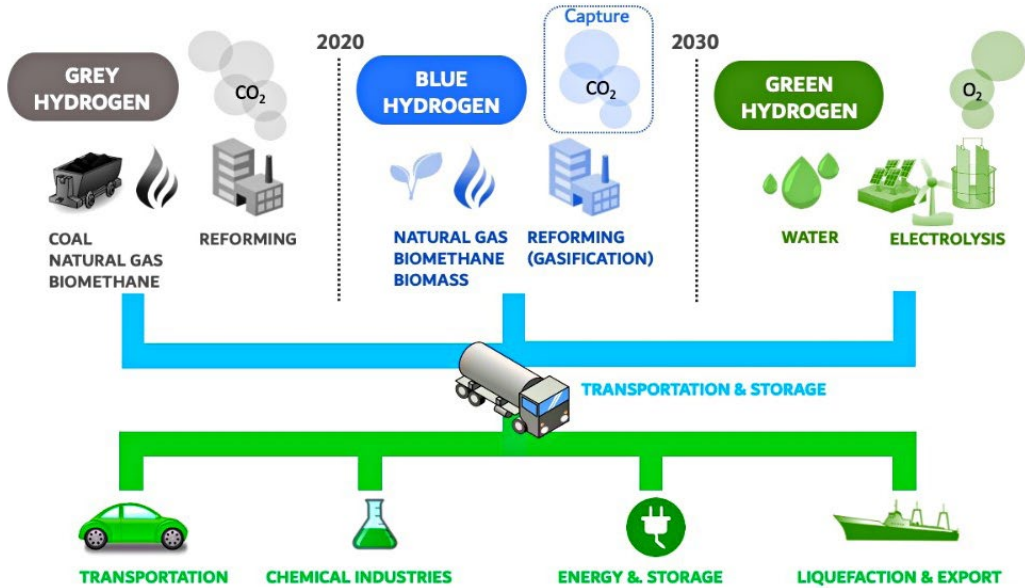 Capture
2020
2030
GREY
HYDROGEN
CO₂
BLUE
HYDROGEN
CO₂
GREEN
HYDROGEN
O₂
COAL
NATURAL GAS
BIOMETHANE
REFORMING
NATURAL GAS
BIOMETHANE
BIOMASS
REFORMING
(GASIFICATION)
WATER
ELECTROLYSIS
TRANSPORTATION & STORAGE
TRANSPORTATION
CHEMICAL INDUSTRIES
ENERGY &. STORAGE
LIQUEFACTION & EXPORT